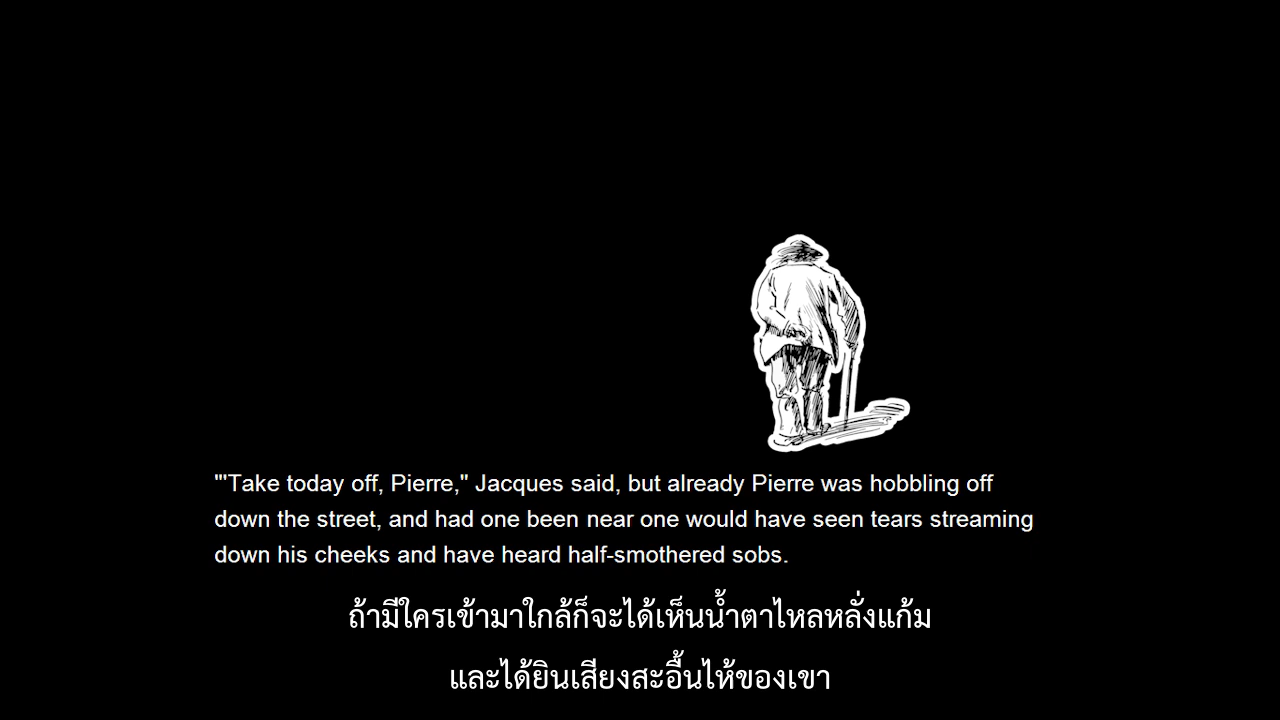 "'Take today off, Pierre," Jacques said, but already Pierre was hobbling off
down the street, and had one been near one would have seen tears streaming
down his cheeks and have heard half-smothered sobs.
ถ้ามีใครเข้ามาใกล้ก็จะได้เห็นน้ำตาไหลหลั่งแก้ม
และได้ยินเสียงสะอื้นไห้ของเขา